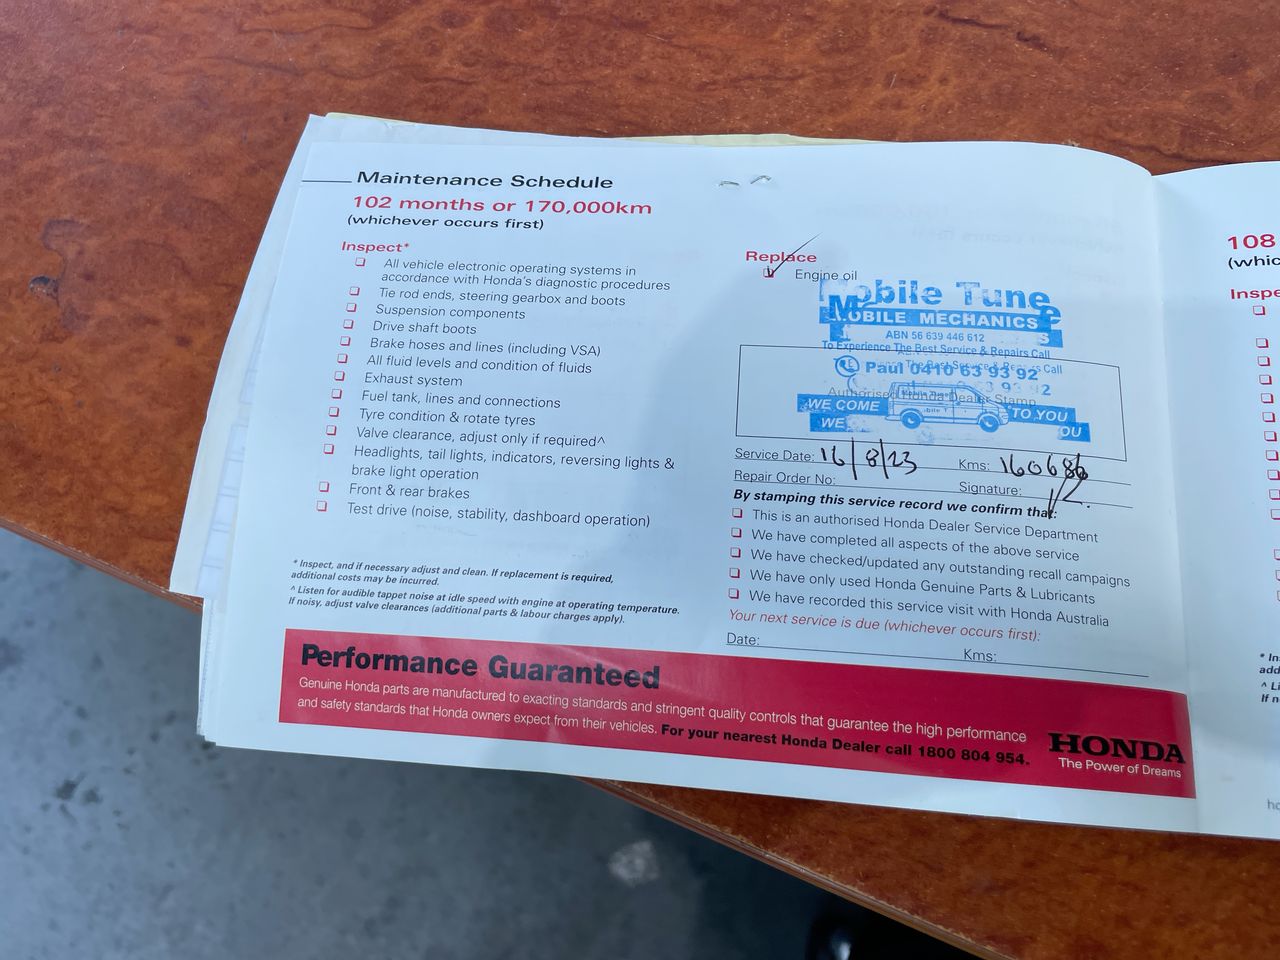 Maintenance Schedule
102 months or 170,000km
(whichever occurs first)
Inspect*
All vehicle electronic operating systems in
accordance with Honda's diagnostic procedures
Tie rod ends, steering gearbox and boots
Suspension components
Drive shaft boots
Brake hoses and lines (including VSA)
All fluid levels and condition of fluids
Exhaust system
Fuel tank, lines and connections
Tyre condition & rotate tyres
Valve clearance, adjust only if required^
Headlights, tail lights, indicators, reversing lights &
brake light operation
Front & rear brakes
Test drive (noise, stability, dashboard operation)
* Inspect, and if necessary adjust and clean. If replacement is required,
additional costs may be incurred.
^ Listen for audible tappet noise at idle speed with engine at operating temperature.
If noisy, adjust valve clearances (additional parts & labour charges apply).
Replace
Engine oil
Mobile Tune
MOBILE MECHANICS
ABN 56 639 446 612
To Experience The Best Service & Repairs Call
Paul 0410 63 93 92
Authorised Honda Dealer Stamp
WE COME TO YOU
Service Date: 16/8/23 Kms: 160686
Repair Order No: Signature:
By stamping this service record we confirm that:
This is an authorised Honda Dealer Service Department
We have completed all aspects of the above service
We have checked/updated any outstanding recall campaigns
We have only used Honda Genuine Parts & Lubricants
We have recorded this service visit with Honda Australia
Your next service is due (whichever occurs first):
Date: Kms:
Performance Guaranteed
Genuine Honda parts are manufactured to exacting standards and stringent quality controls that guarantee the high performance
and safety standards that Honda owners expect from their vehicles. For your nearest Honda Dealer call 1800 804 954.
HONDA
The Power of Dreams
108
(whic
Inspe
* In
add
^ Li
If n